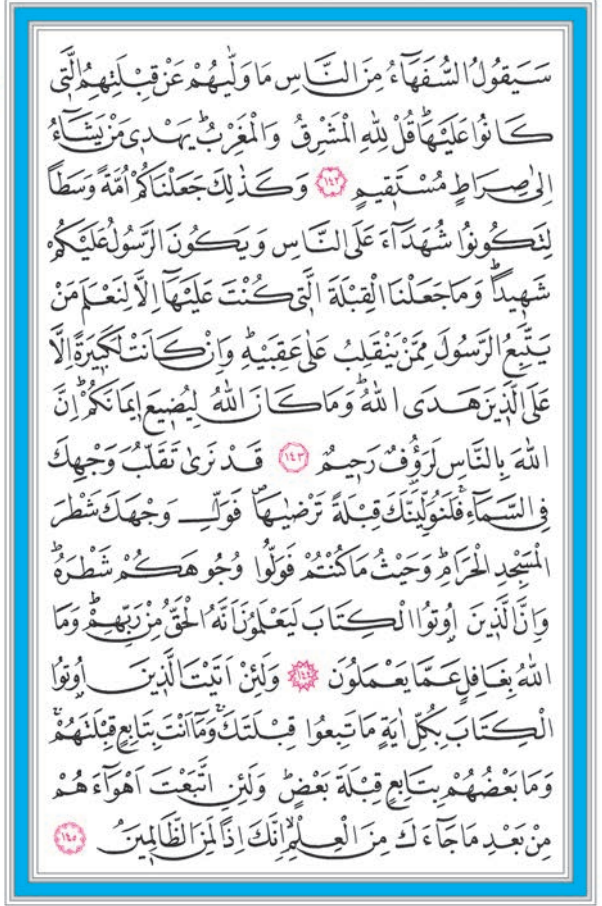 سَيَقُولُ السُّفَهَٓاءُ مِنَ النَّاسِ مَا وَلّٰيهُمْ عَنْ قِبْلَتِهِمُ الَّتٖى
كَانُوا عَلَيْهَاؕ قُلْ لِلّٰهِ الْمَشْرِقُ وَالْمَغْرِبُؕ يَهْدٖى مَنْ يَشَٓاءُ
اِلٰى صِرَاطٍ مُسْتَقٖيمٍ ﴿١٤٢﴾ وَكَذٰلِكَ جَعَلْنَاكُمْ اُمَّةً وَسَطًا
لِتَكُونُوا شُهَدَٓاءَ عَلَى النَّاسِ وَيَكُونَ الرَّسُولُ عَلَيْكُمْ
شَهٖيدًاؕ وَمَا جَعَلْنَا الْقِبْلَةَ الَّتٖى كُنْتَ عَلَيْهَٓا اِلَّا لِنَعْلَمَ مَنْ
يَتَّبِعُ الرَّسُولَ مِمَّنْ يَنْقَلِبُ عَلٰى عَقِبَيْهِؕ وَاِنْ كَانَتْ لَكَبٖيرَةً اِلَّا
عَلَى الَّذٖينَ هَدَى اللّٰهُؕ وَمَا كَانَ اللّٰهُ لِيُضٖيعَ اٖيمَانَكُمْؕ اِنَّ
اللّٰهَ بِالنَّاسِ لَرَؤُفٌ رَحٖيمٌ ﴿١٤٣﴾ قَدْ نَرٰى تَقَلُّبَ وَجْهِكَ
فِى السَّمَٓاءِۚ فَلَنُوَلِّيَنَّكَ قِبْلَةً تَرْضٰيهَاࣕ فَوَلِّ وَجْهَكَ شَطْرَ
الْمَسْجِدِ الْحَرَامِؕ وَحَيْثُ مَا كُنْتُمْ فَوَلُّوا وُجُوهَكُمْ شَطْرَهُؕ
وَاِنَّ الَّذٖينَ اُوتُوا الْكِتَابَ لَيَعْلَمُونَ اَنَّهُ الْحَقُّ مِنْ رَبِّهِمْؕ وَمَا
اللّٰهُ بِغَافِلٍ عَمَّا يَعْمَلُونَ ﴿١٤٤﴾ وَلَئِنْ اَتَيْتَ الَّذٖينَ اُوتُوا
الْكِتَابَ بِكُلِّ اٰيَةٍ مَا تَبِعُوا قِبْلَتَكَۚ وَمَٓا اَنْتَ بِتَابِعٍ قِبْلَتَهُمْۚ
وَمَا بَعْضُهُمْ بِتَابِعٍ قِبْلَةَ بَعْضٍؕ وَلَئِنِ اتَّبَعْتَ اَهْوَٓاءَهُمْ
مِنْ بَعْدِ مَا جَٓاءَكَ مِنَ الْعِلْمِۙ اِنَّكَ اِذًا لَمِنَ الظَّالِمٖينَۘ ﴿١٤٥﴾